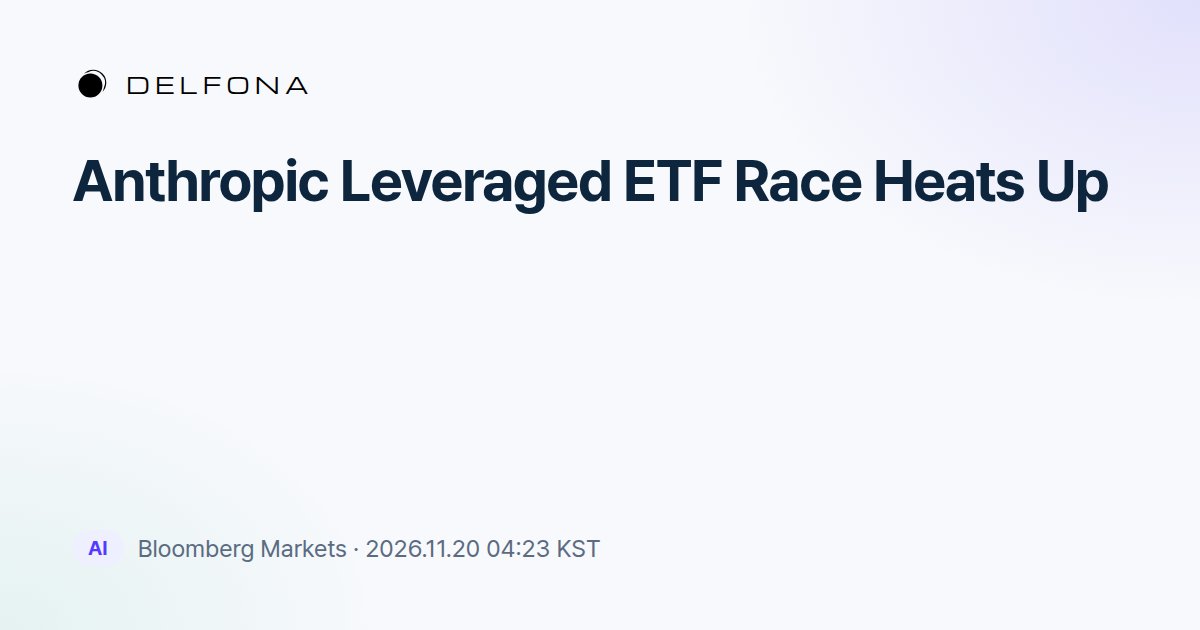 DELFONA
Anthropic Leveraged ETF Race Heats Up
AI Bloomberg Markets · 2026.11.20 04:23 KST